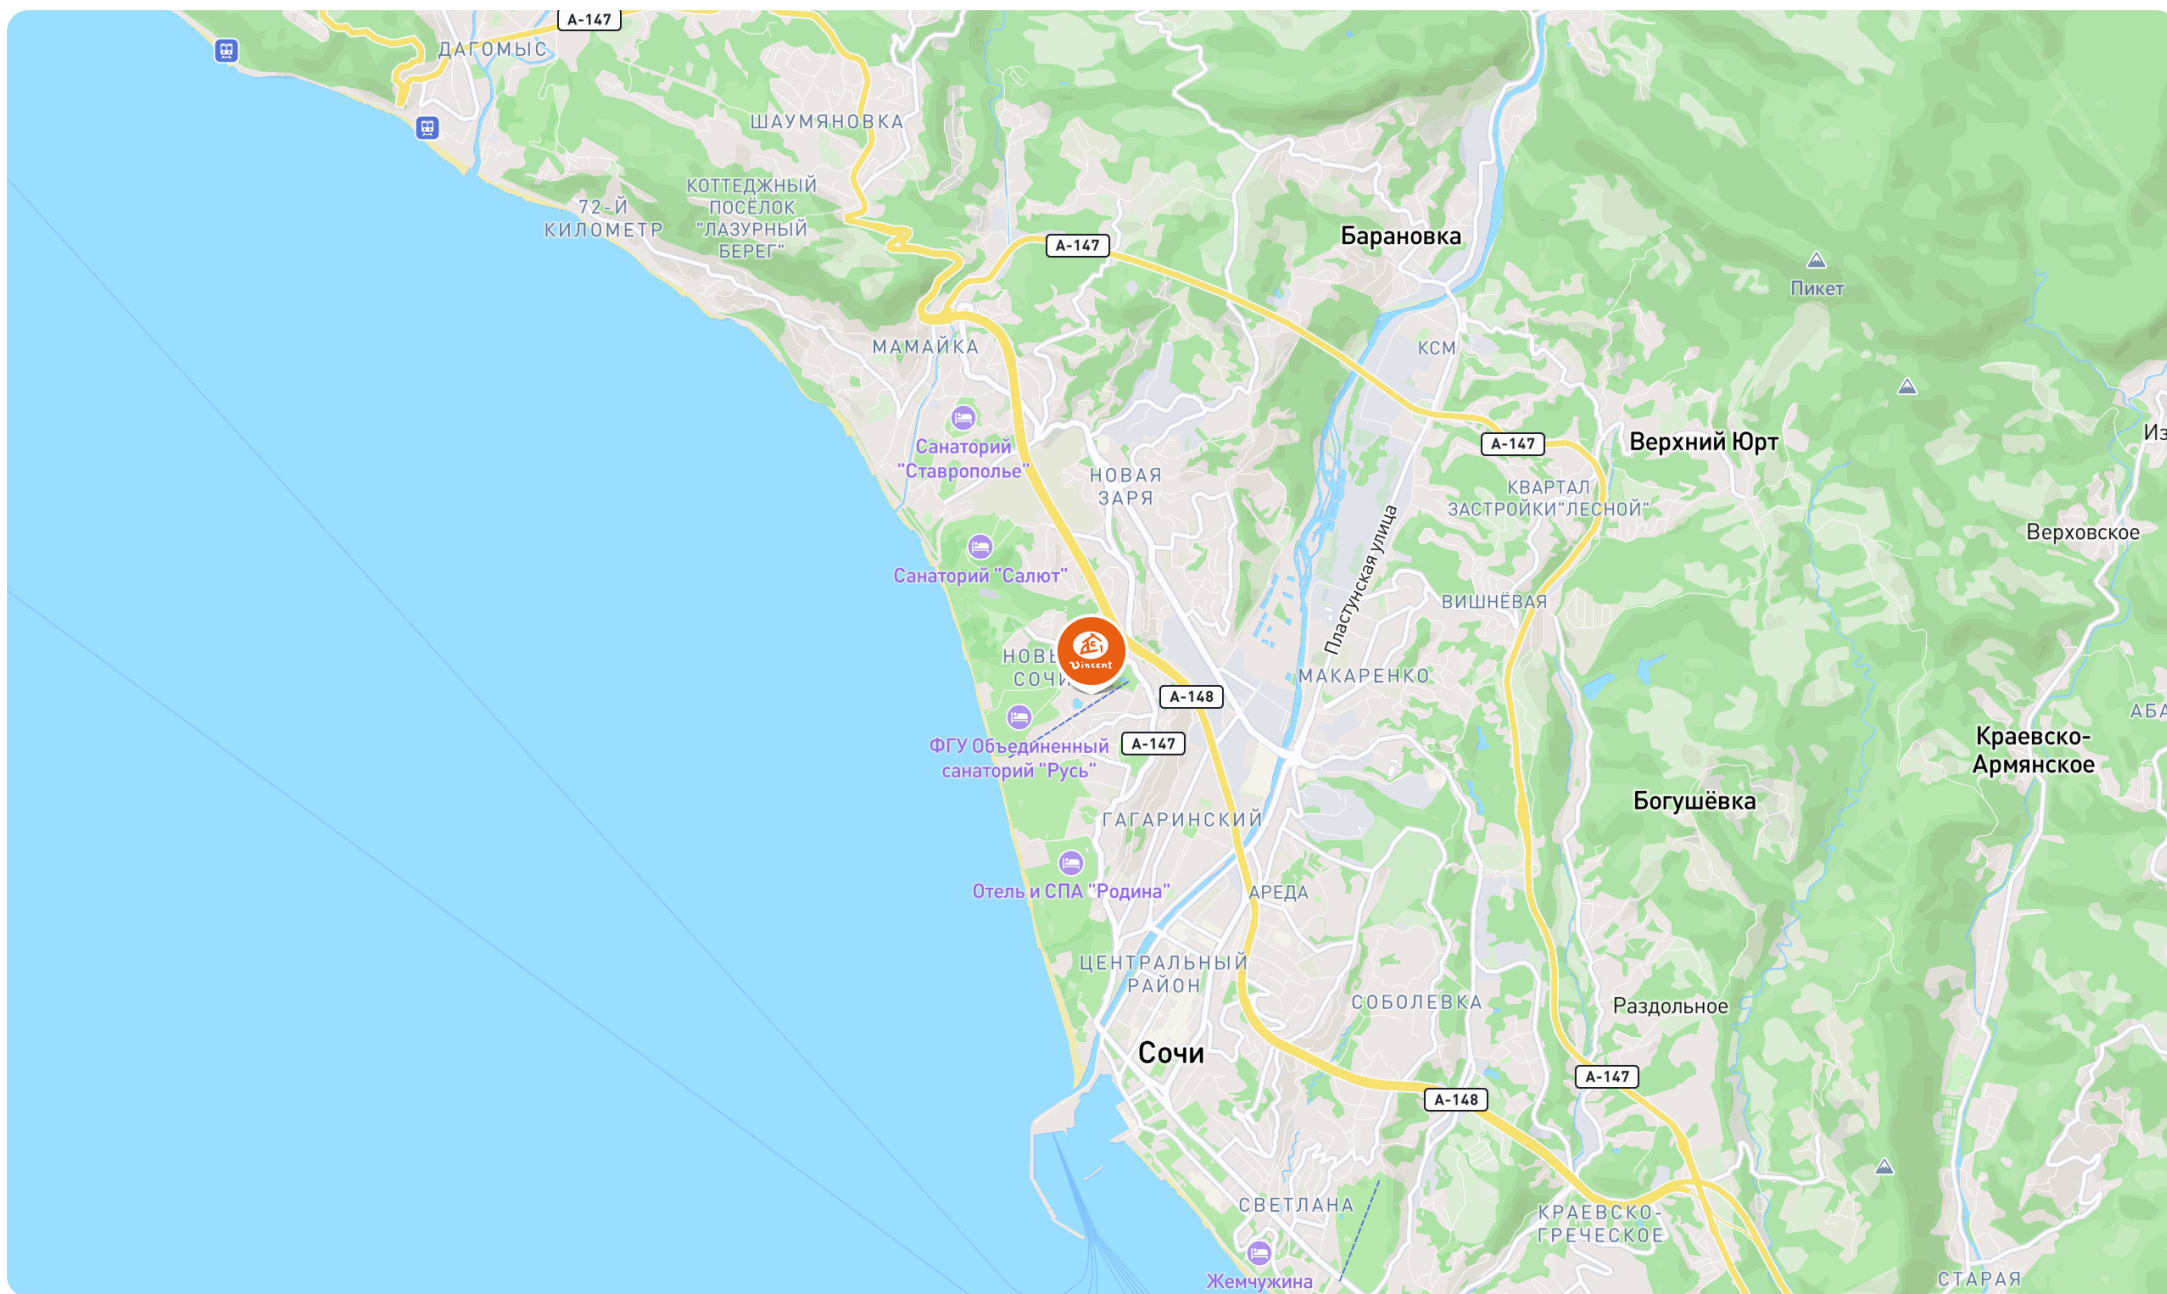 А-147
ДАГОМЫС
ШАУМЯНОВКА
КОТТЕДЖНЫЙ
ПОСЁЛОК
"ЛАЗУРНЫЙ
БЕРЕГ"
72-Й
КИЛОМЕТР
А-147
Барановка
Пикет
МАМАЙКА
КСМ
Санаторий
"Ставрополье"
НОВАЯ
ЗАРЯ
А-147
Верхний Юрт
КВАРТАЛ
ЗАСТРОЙКИ"ЛЕСНОЙ"
Пластунская улица
Верховское
Санаторий "Салют"
ВИШНЁВАЯ
Vincent
СОЧИ
МАКАРЕНКО
А-148
А-147
ФГУ Объединенный
санаторий "Русь"
Краевско-
Армянское
Богушёвка
ГАГАРИНСКИЙ
Отель и СПА "Родина"
АРЕДА
ЦЕНТРАЛЬНЫЙ
РАЙОН
СОБОЛЕВКА
Раздольное
Сочи
А-147
А-148
СВЕТЛАНА
КРАЕВСКО-
ГРЕЧЕСКОЕ
Жемчужина
СТАРАЯ